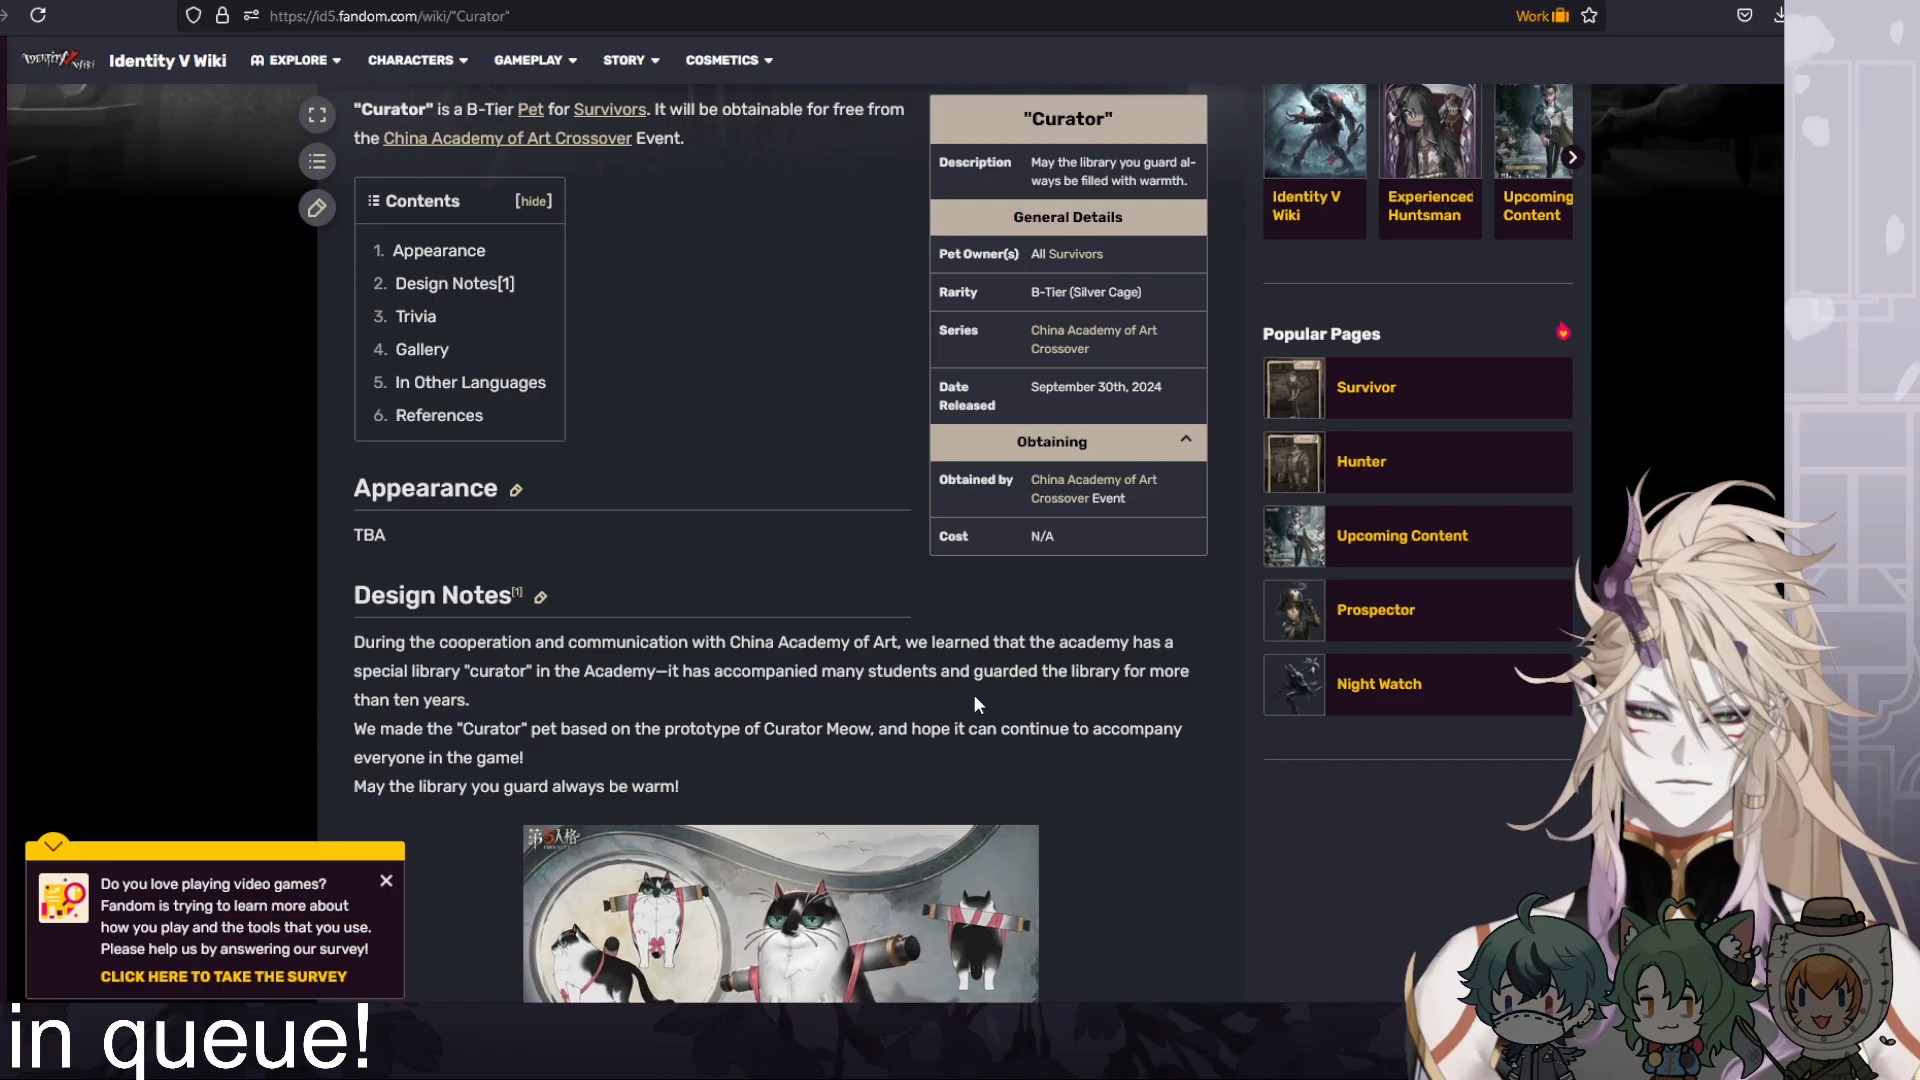 https://id5.fandom.com/wiki/"Curator"
Work
Identity V Wiki
EXPLORE
CHARACTERS
GAMEPLAY
STORY
COSMETICS
"Curator" is a B-Tier Pet for Survivors. It will be obtainable for free from
the China Academy of Art Crossover Event.
Contents [hide]
1. Appearance
2. Design Notes[1]
3. Trivia
4. Gallery
5. In Other Languages
6. References
Appearance
TBA
Design Notes[1]
During the cooperation and communication with China Academy of Art, we learned that the academy has a
special library "curator" in the Academy—it has accompanied many students and guarded the library for more
than ten years.
We made the "Curator" pet based on the prototype of Curator Meow, and hope it can continue to accompany
everyone in the game!
May the library you guard always be warm!
第5人格
"Curator"
Description May the library you guard al-
ways be filled with warmth.
General Details
Pet Owner(s) All Survivors
Rarity B-Tier (Silver Cage)
Series China Academy of Art
Crossover
Date September 30th, 2024
Released
Obtaining
Obtained by China Academy of Art
Crossover Event
Cost N/A
Identity V
Wiki
Experienced
Huntsman
Upcoming
Content
Popular Pages
Survivor
Hunter
Upcoming Content
Prospector
Night Watch
Do you love playing video games?
Fandom is trying to learn more about
how you play and the tools that you use.
Please help us by answering our survey!
CLICK HERE TO TAKE THE SURVEY
in queue!